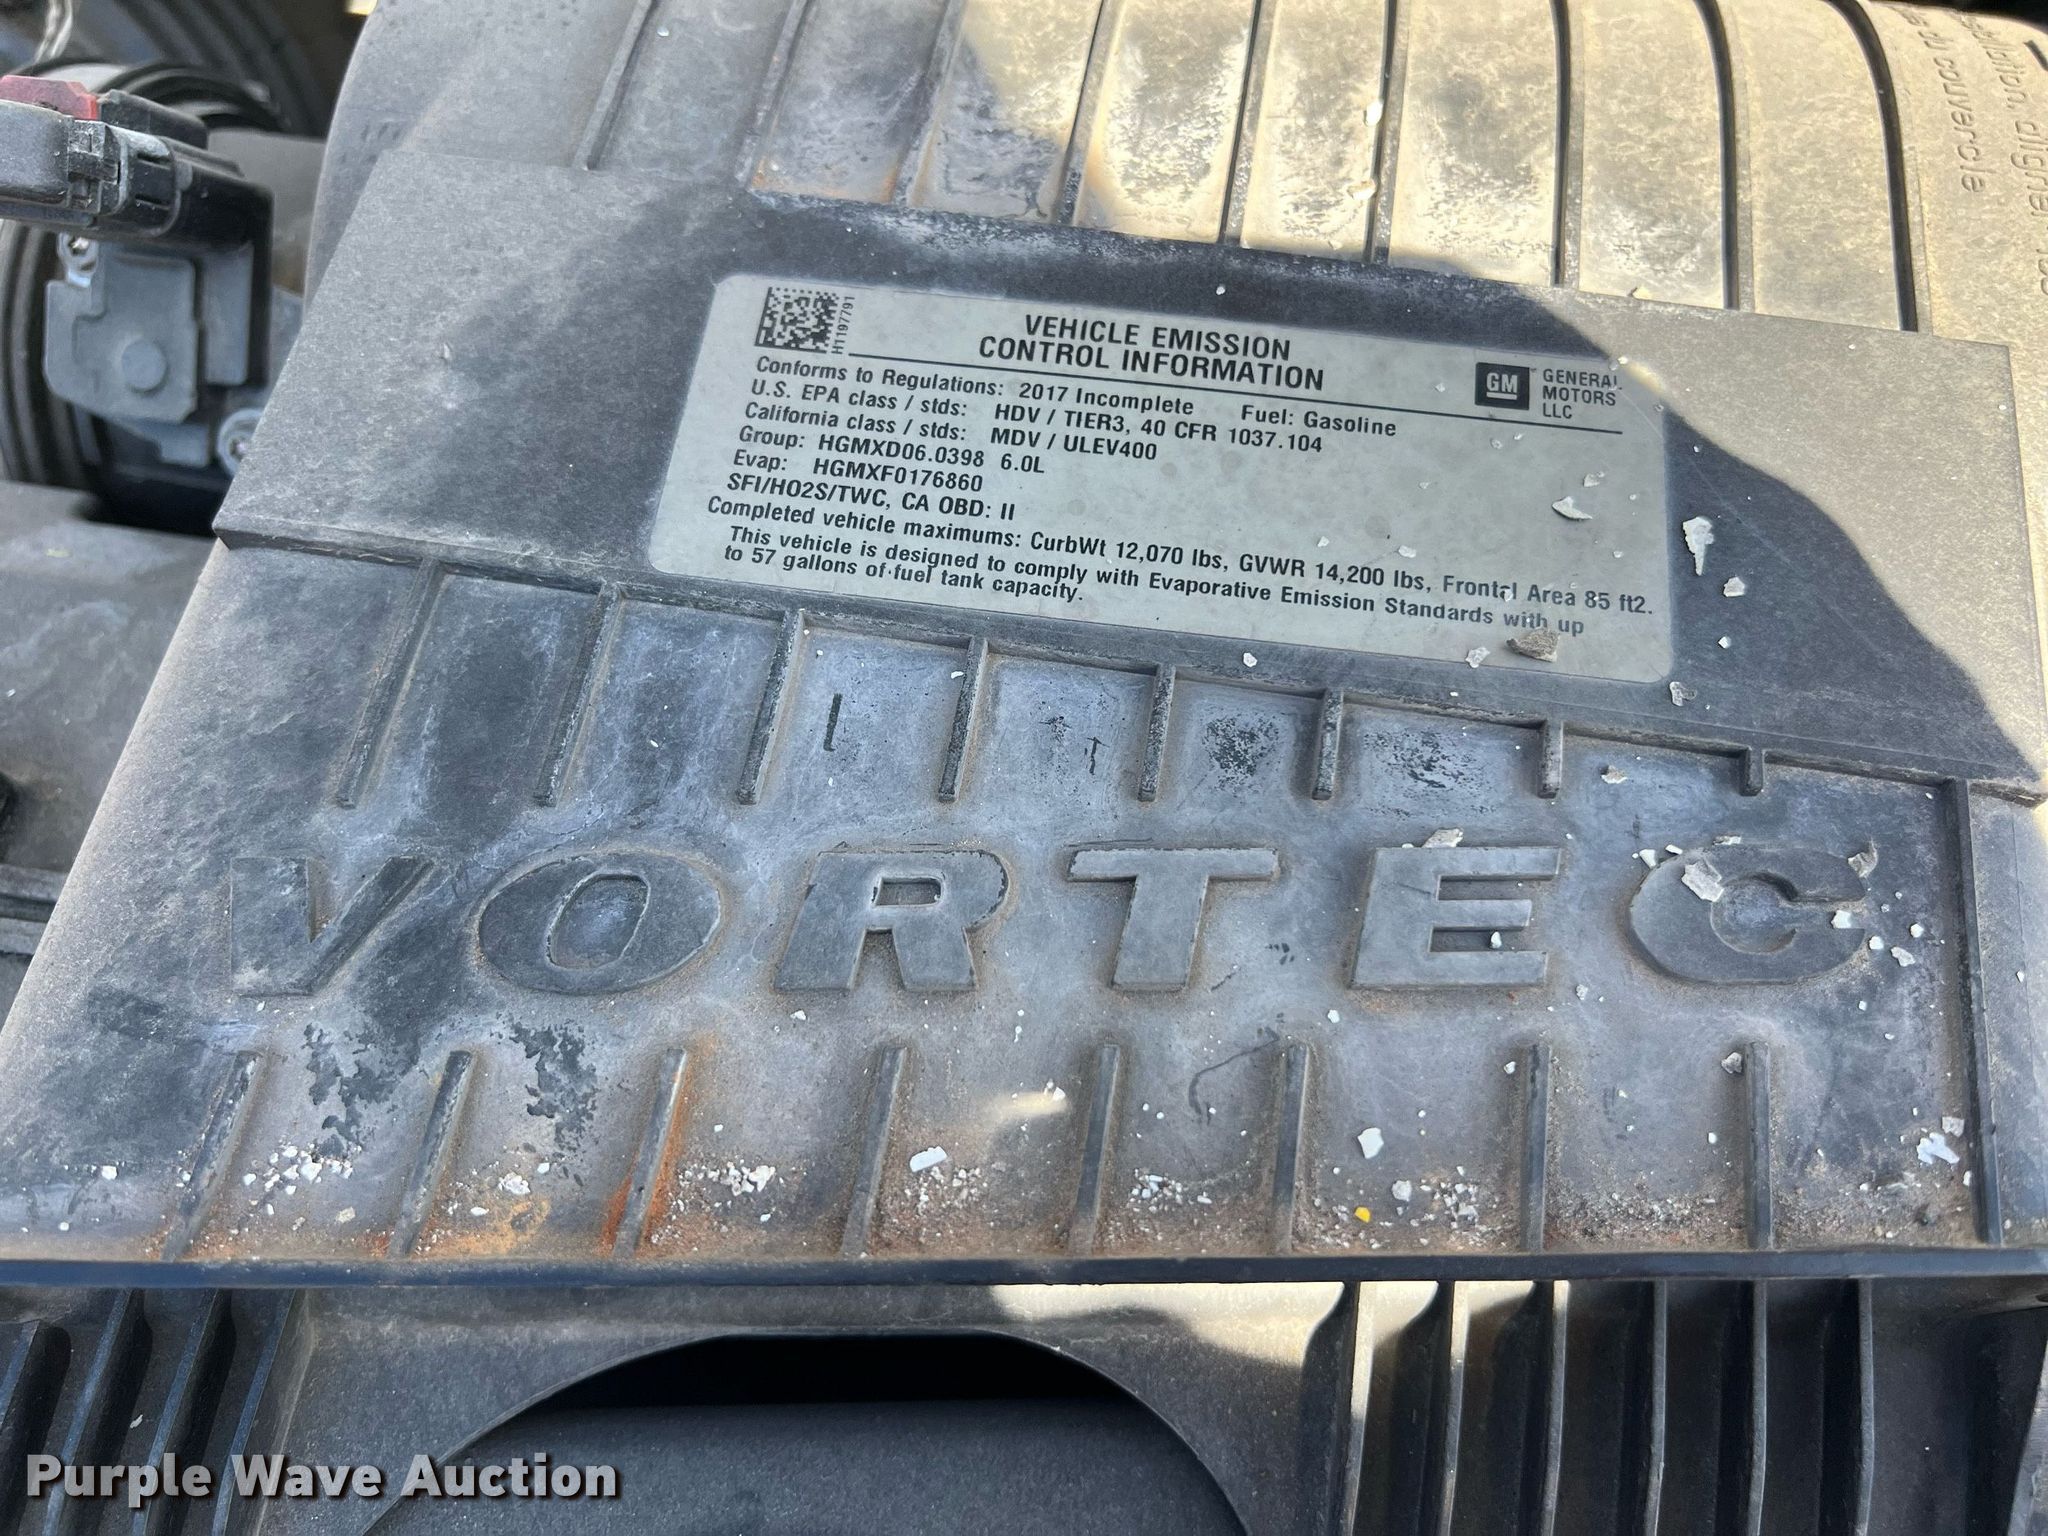 H11977791
VEHICLE EMISSION
CONTROL INFORMATION
GM GENERAL
MOTORS
LLC
Conforms to Regulations: 2017 Incomplete Fuel: Gasoline
U.S. EPA class / stds: HDV / TIER3, 40 CFR 1037.104
California class / stds: MDV / ULEV400
Group: HGMXD06.0398 6.0L
Evap: HGMXF0176860
SFI/HO2S/TWC, CA OBD: II
Completed vehicle maximums: CurbWt 12,070 lbs, GVWR 14,200 lbs, Frontal Area 85 ft2.
This vehicle is designed to comply with Evaporative Emission Standards with up
to 57 gallons of fuel tank capacity.
VORTEC
couvercle
aligner
Purple Wave Auction